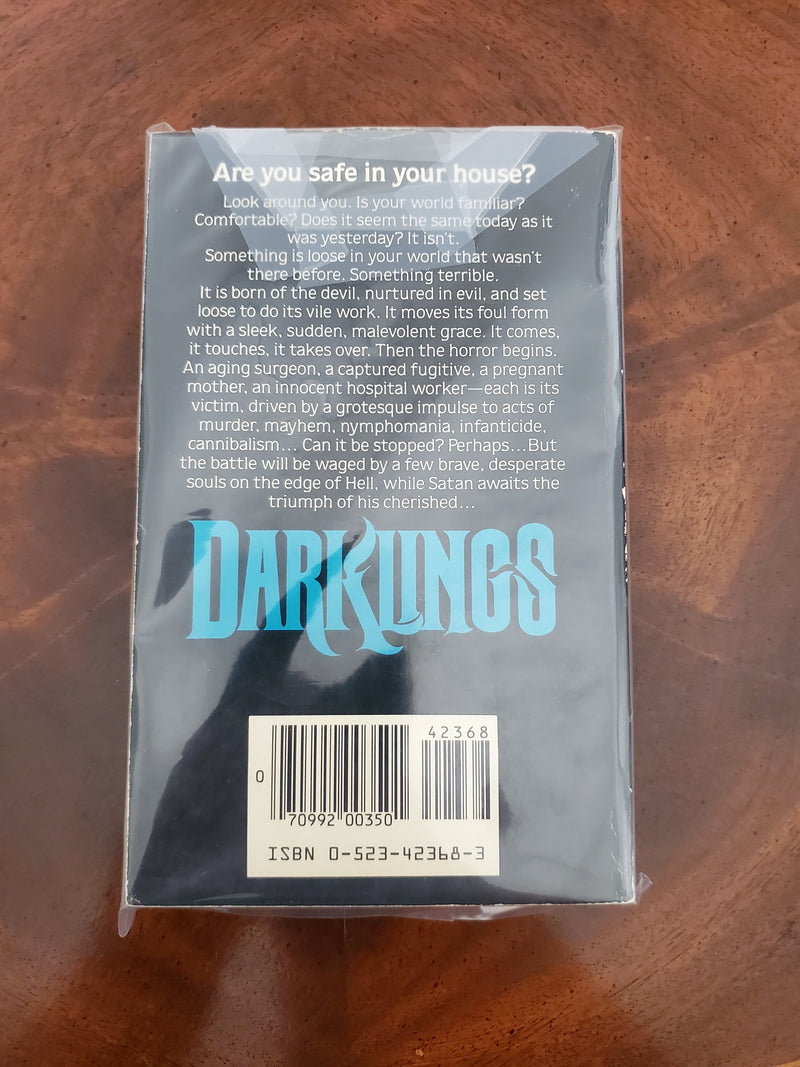 Are you safe in your house?
Look around you. Is your world familiar?
Comfortable? Does it seem the same today as it
was yesterday? It isn't.
Something is loose in your world that wasn't
there before. Something terrible.
It is born of the devil, nurtured in evil, and set
loose to do its vile work. It moves its foul form
with a sleek, sudden, malevolent grace. It comes,
it touches, it takes over. Then the horror begins.
An aging surgeon, a captured fugitive, a pregnant
mother, an innocent hospital worker—each is its
victim, driven by a grotesque impulse to acts of
murder, mayhem, nymphomania, infanticide,
cannibalism... Can it be stopped? Perhaps...But
the battle will be waged by a few brave, desperate
souls on the edge of Hell, while Satan awaits the
triumph of his cherished...
DARKLINGS
42368
0
70992 00350
ISBN 0-523-42368-3